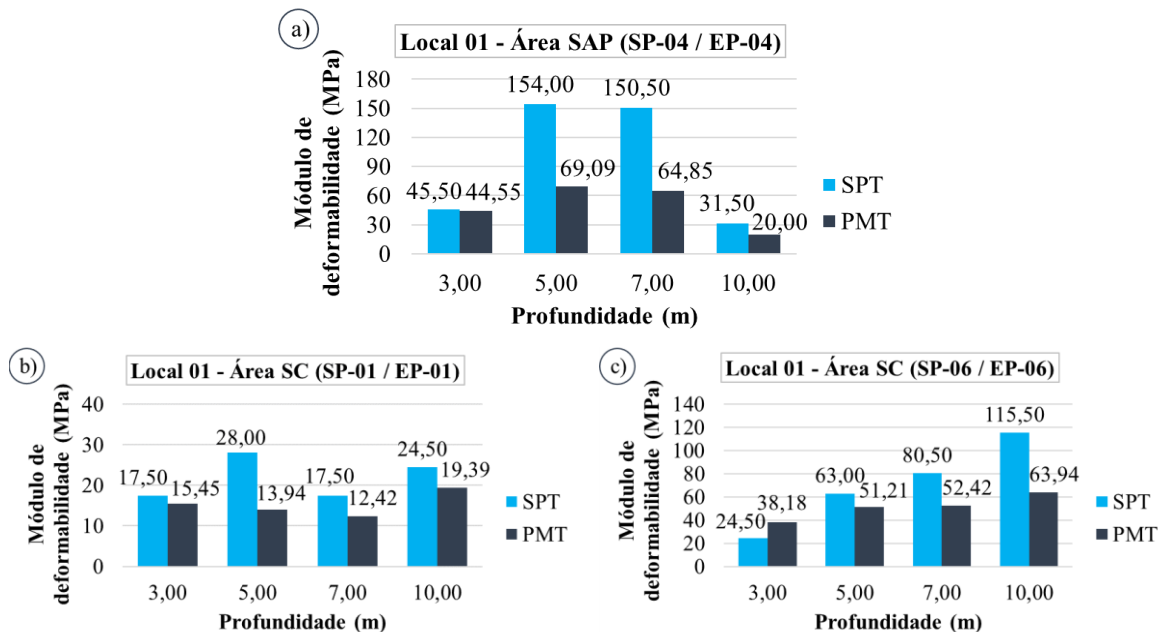 a)
Local 01 - Área SAP (SP-04 / EP-04)
Módulo de
deformabilidade (MPa)
180
150
120
90
60
30
0
45,50
44,55
154,00
69,09
150,50
64,85
31,50
20,00
3,00
5,00
7,00
10,00
Profundidade (m)
SPT
PMT
b)
Local 01 - Área SC (SP-01 / EP-01)
Módulo de
deformabilidade (MPa)
40
30
20
10
0
17,50
15,45
28,00
13,94
17,50
12,42
24,50
19,39
3,00
5,00
7,00
10,00
Profundidade (m)
SPT
PMT
c)
Local 01 - Área SC (SP-06 / EP-06)
Módulo de
deformabilidade (MPa)
140
120
100
80
60
40
20
0
24,50
38,18
63,00
51,21
80,50
52,42
115,50
63,94
3,00
5,00
7,00
10,00
Profundidade (m)
SPT
PMT